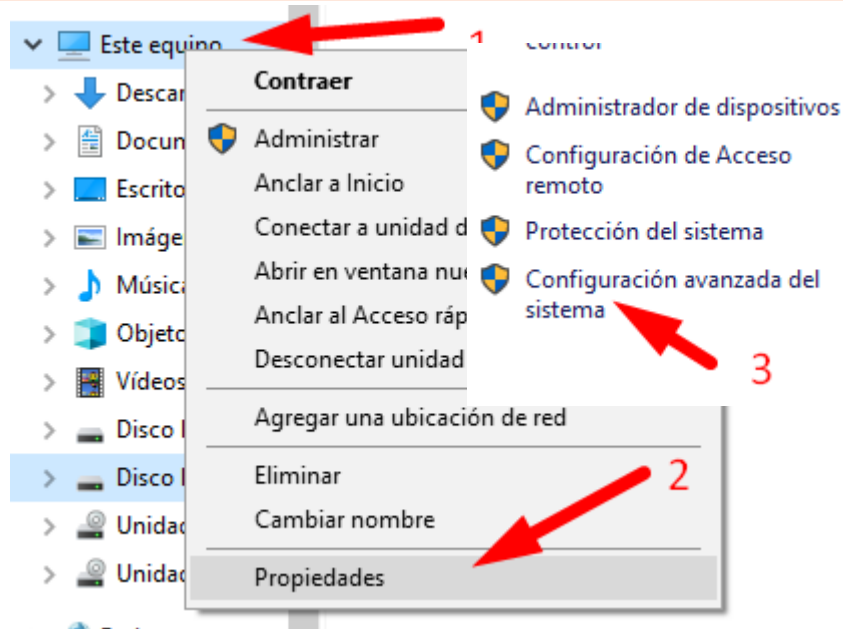 Este equipo
Descar
Docum
Escrito
Imáge
Música
Objeto
Vídeos
Disco
Disco
Unidad
Unidad
Contraer
Administrar
Anclar a Inicio
Conectar a unidad d
Abrir en ventana nue
Anclar al Acceso ráp
Desconectar unidad
Agregar una ubicación de red
Eliminar
Cambiar nombre
Propiedades
1
2
control
Administrador de dispositivos
Configuración de Acceso
remoto
Protección del sistema
Configuración avanzada del
sistema
3